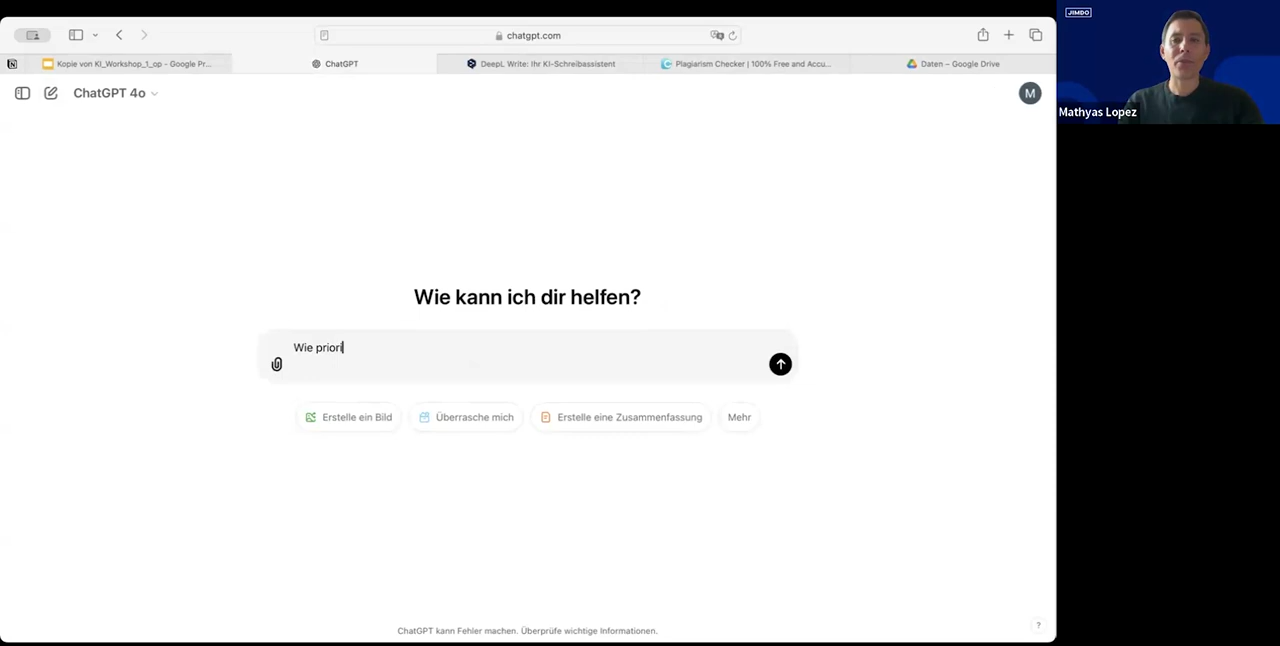 chatgpt.com
Kopie von KI_Workshop_1_op - Google Pr...
ChatGPT
DeepL Write: Ihr KI-Schreibassistent
Plagiarism Checker | 100% Free and Accu...
Daten – Google Drive
ChatGPT 4o
M
JIMDO
Mathyas Lopez
Wie kann ich dir helfen?
Wie priori
Erstelle ein Bild
Überrasche mich
Erstelle eine Zusammenfassung
Mehr
ChatGPT kann Fehler machen. Überprüfe wichtige Informationen.
?